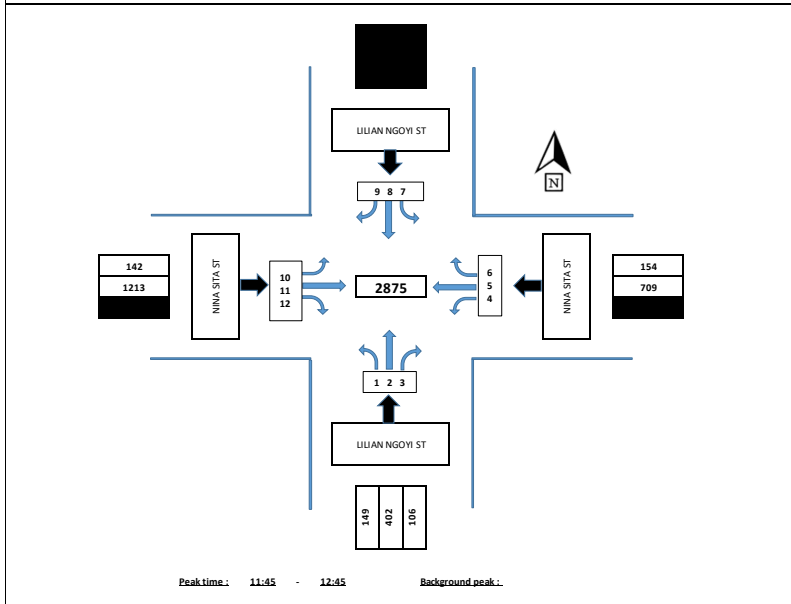 LILIAN NGOYI ST
N
9 8 7
142
1213
NINA SITA ST
10
11
12
2875
6
5
4
NINA SITA ST
154
709
1 2 3
LILIAN NGOYI ST
149
402
106
Peak time : 11:45 - 12:45 Background peak :